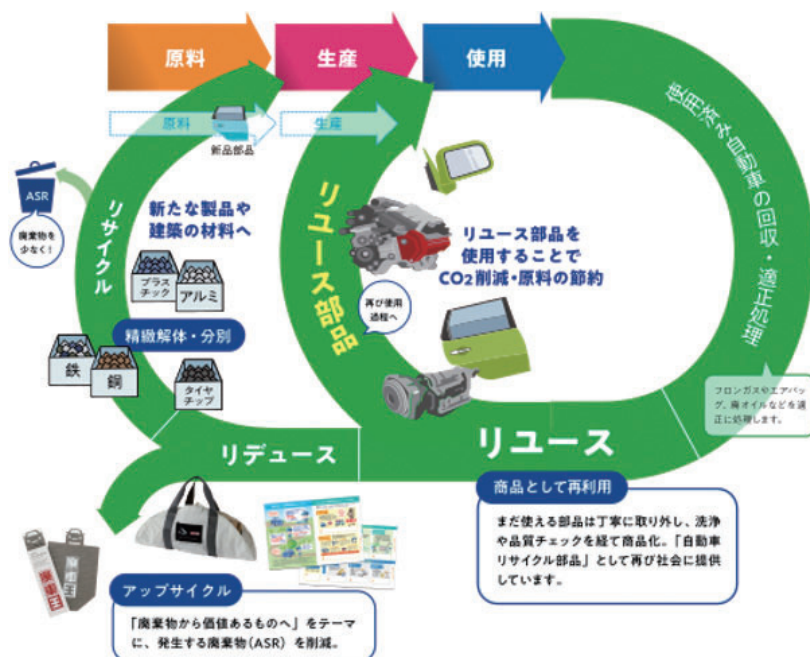 原料
生産
使用
原料
生産
新品部品
使用済み自動車の回収・適正処理
ASR
廃棄物を
少なく！
リサイクル
新たな製品や
建築の材料へ
プラス
チック
アルミ
精緻解体・分別
鉄
銅
タイヤ
チップ
リユース部品
再び使用
過程へ
リユース部品を
使用することで
CO2削減・原料の節約
フロンガスやエアバッ
グ、廃オイルなどを適
正に処理します。
リデュース
リユース
商品として再利用
まだ使える部品は丁寧に取り外し、洗浄
や品質チェックを経て商品化。「自動車
リサイクル部品」として再び社会に提供
しています。
廃車王
廃車王
アップサイクル
「廃棄物から価値あるものへ」をテーマ
に、発生する廃棄物(ASR)を削減。